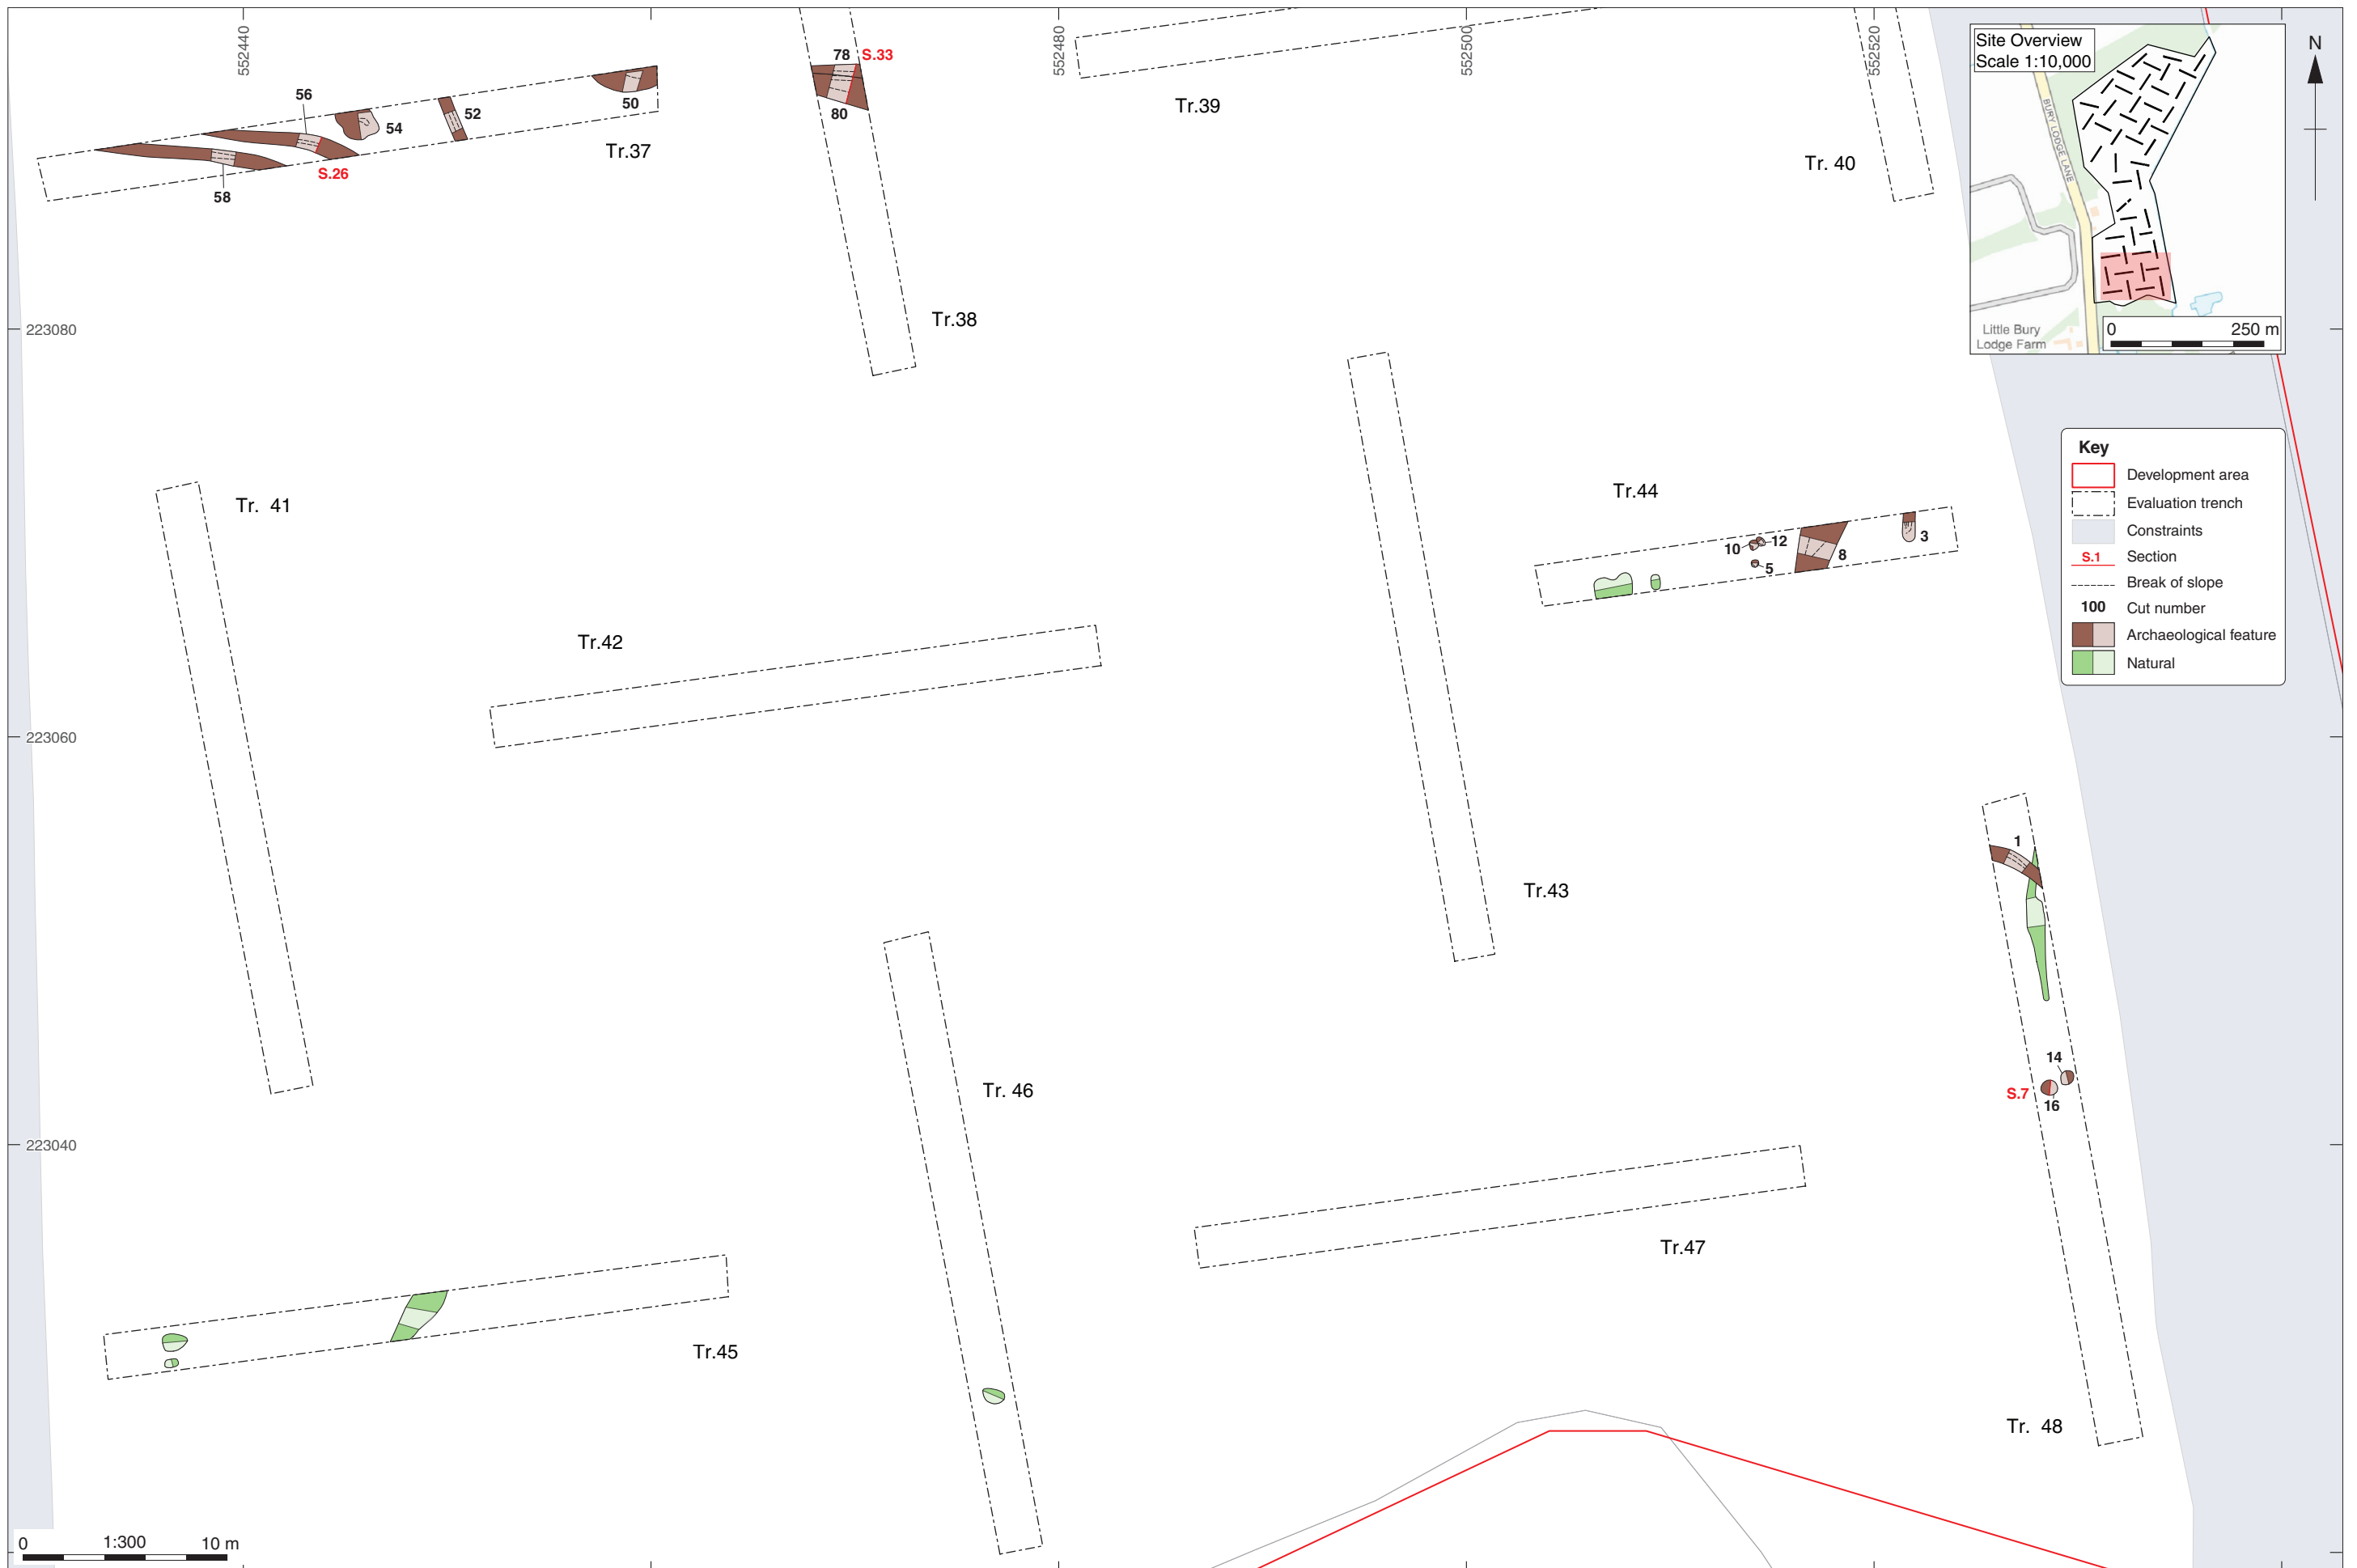 552440
552480
552500
552520
Site Overview
Scale 1:10,000
BURY LODGE LANE
Little Bury
Lodge Farm
0 250 m
N
78 S.33
80
50
52
54
56
58
S.26
Tr.37
Tr.38
Tr.39
Tr. 40
223080
Key
Development area
Evaluation trench
Constraints
S.1 Section
Break of slope
100 Cut number
Archaeological feature
Natural
Tr. 41
Tr.44
10
12
5
8
3
Tr.42
223060
Tr.43
1
Tr. 46
14
S.7
16
223040
Tr.47
Tr.45
Tr. 48
0 1:300 10 m